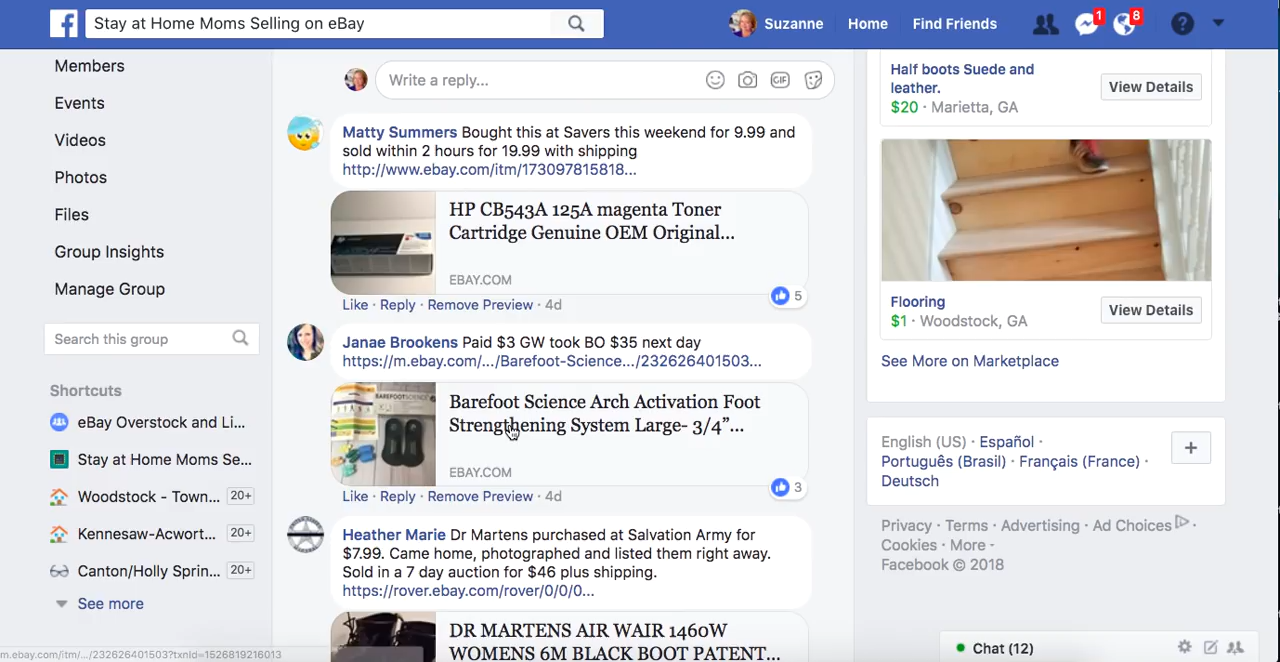 Stay at Home Moms Selling on eBay
Suzanne
Home
Find Friends
1
8
Members
Events
Videos
Photos
Files
Group Insights
Manage Group
Search this group
Shortcuts
eBay Overstock and Li...
Stay at Home Moms Se...
Woodstock - Town... 20+
Kennesaw-Acwort... 20+
Canton/Holly Sprin... 20+
See more
m.ebay.com/itm/.../232626401503?txnId=1526819216013
Write a reply...
GIF
Matty Summers Bought this at Savers this weekend for 9.99 and
sold within 2 hours for 19.99 with shipping
http://www.ebay.com/itm/173097815818...
HP CB543A 125A magenta Toner
Cartridge Genuine OEM Original...
EBAY.COM
Like · Reply · Remove Preview · 4d
5
Janae Brookens Paid $3 GW took BO $35 next day
https://m.ebay.com/.../Barefoot-Science.../232626401503...
BAREFOOT SCIENCE
Barefoot Science Arch Activation Foot
Strengthening System Large- 3/4”...
EBAY.COM
Like · Reply · Remove Preview · 4d
3
Heather Marie Dr Martens purchased at Salvation Army for
$7.99. Came home, photographed and listed them right away.
Sold in a 7 day auction for $46 plus shipping.
https://rover.ebay.com/rover/0/0/0...
DR MARTENS AIR WAIR 1460W
WOMENS 6M BLACK BOOT PATENT...
Half boots Suede and
leather.
$20 · Marietta, GA
View Details
Flooring
$1 · Woodstock, GA
View Details
See More on Marketplace
English (US) · Español ·
Português (Brasil) · Français (France) ·
Deutsch
Privacy · Terms · Advertising · Ad Choices ·
Cookies · More
Facebook © 2018
Chat (12)